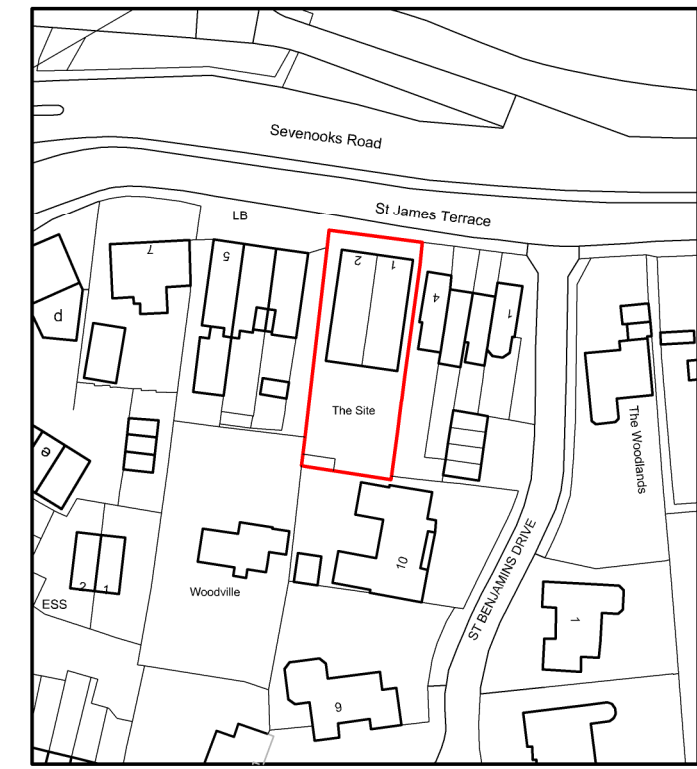 Sevenooks Road
St James Terrace
LB
7
5
2
1
4
1
d
The Site
The Woodlands
e
10
2
1
ESS
Woodville
ST BENJAMINS DRIVE
1
9